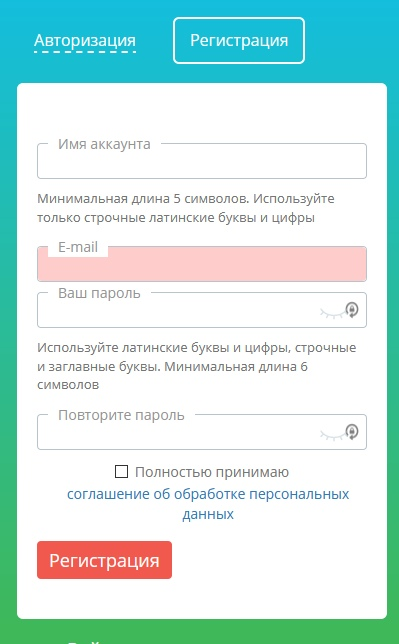 Авторизация
Регистрация
Имя аккаунта
Минимальная длина 5 символов. Используйте
только строчные латинские буквы и цифры
E-mail
Ваш пароль
Используйте латинские буквы и цифры, строчные
и заглавные буквы. Минимальная длина 6
символов
Повторите пароль
Полностью принимаю
соглашение об обработке персональных
данных
Регистрация